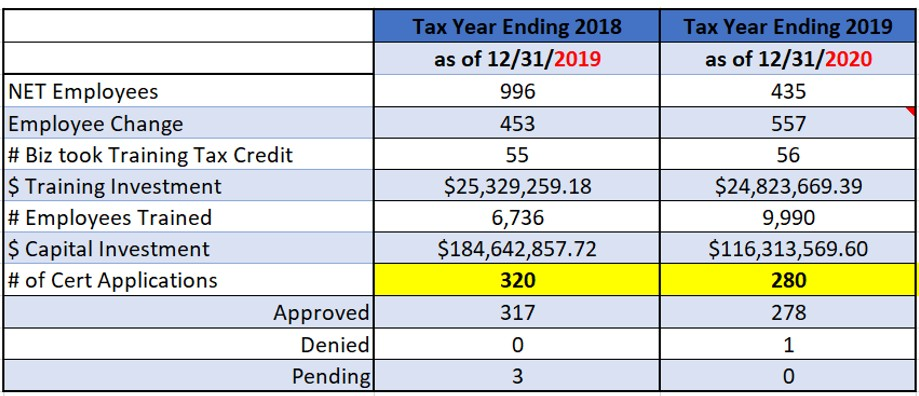 Tax Year Ending 2018 Tax Year Ending 2019
as of 12/31/2019 as of 12/31/2020
NET Employees 996 435
Employee Change 453 557
# Biz took Training Tax Credit 55 56
$ Training Investment $25,329,259.18 $24,823,669.39
# Employees Trained 6,736 9,990
$ Capital Investment $184,642,857.72 $116,313,569.60
# of Cert Applications 320 280
Approved 317 278
Denied 0 1
Pending 3 0